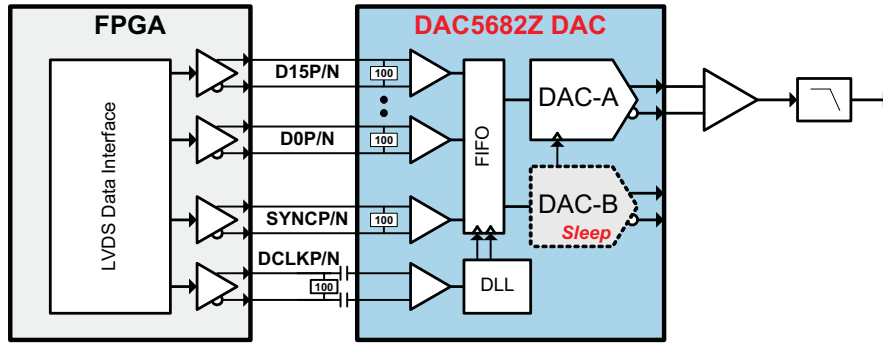 FPGA
DAC5682Z DAC
LVDS Data Interface
D15P/N
100
D0P/N
100
SYNCP/N
100
DCLKP/N
100
FIFO
DLL
DAC-A
DAC-B
Sleep